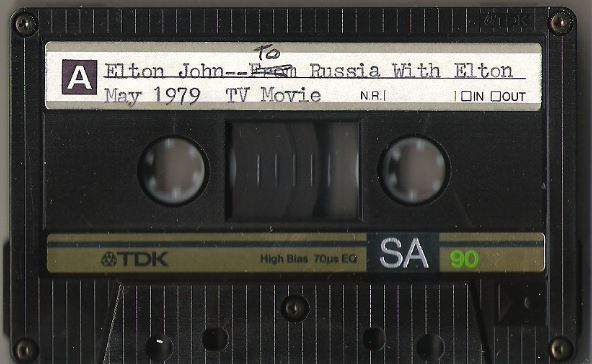 TDK
A Elton John--From To Russia With Elton
May 1979 TV Movie N.R. [ ] IN OUT
TDK High Bias 70μs EQ SA 90